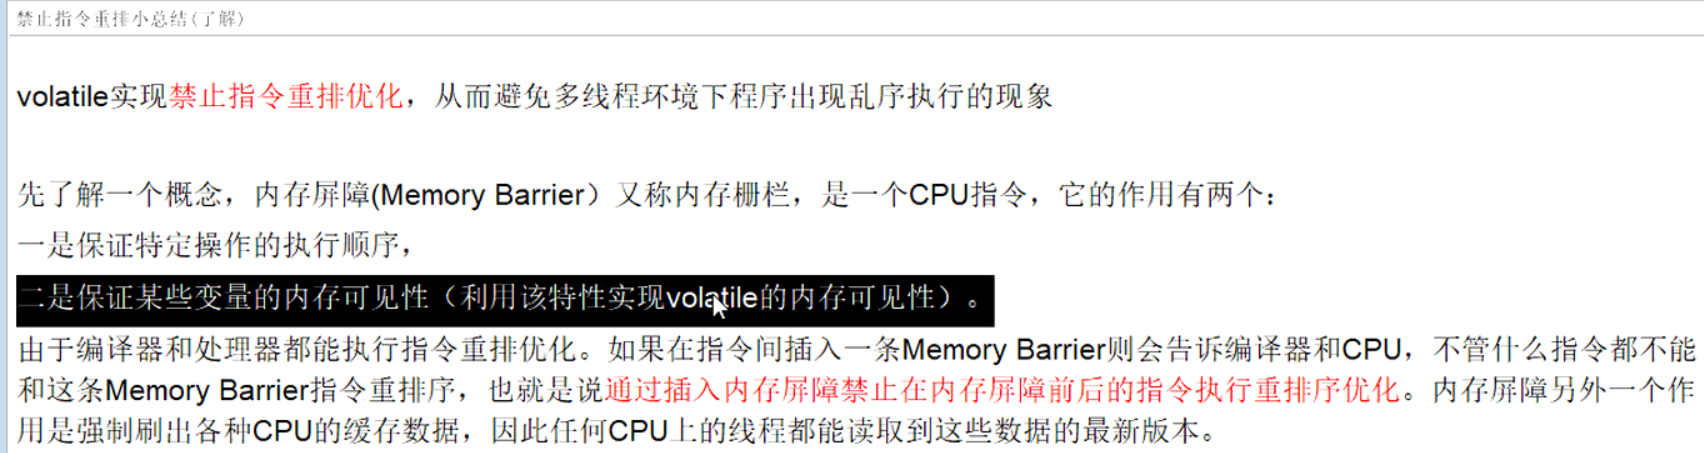 禁止指令重排小总结(了解)
volatile实现禁止指令重排优化，从而避免多线程环境下程序出现乱序执行的现象
先了解一个概念，内存屏障(Memory Barrier）又称内存栅栏，是一个CPU指令，它的作用有两个：
一是保证特定操作的执行顺序，
二是保证某些变量的内存可见性（利用该特性实现volatile的内存可见性）。
由于编译器和处理器都能执行指令重排优化。如果在指令间插入一条Memory Barrier则会告诉编译器和CPU，不管什么指令都不能
和这条Memory Barrier指令重排序，也就是说通过插入内存屏障禁止在内存屏障前后的指令执行重排序优化。内存屏障另外一个作
用是强制刷出各种CPU的缓存数据，因此任何CPU上的线程都能读取到这些数据的最新版本。